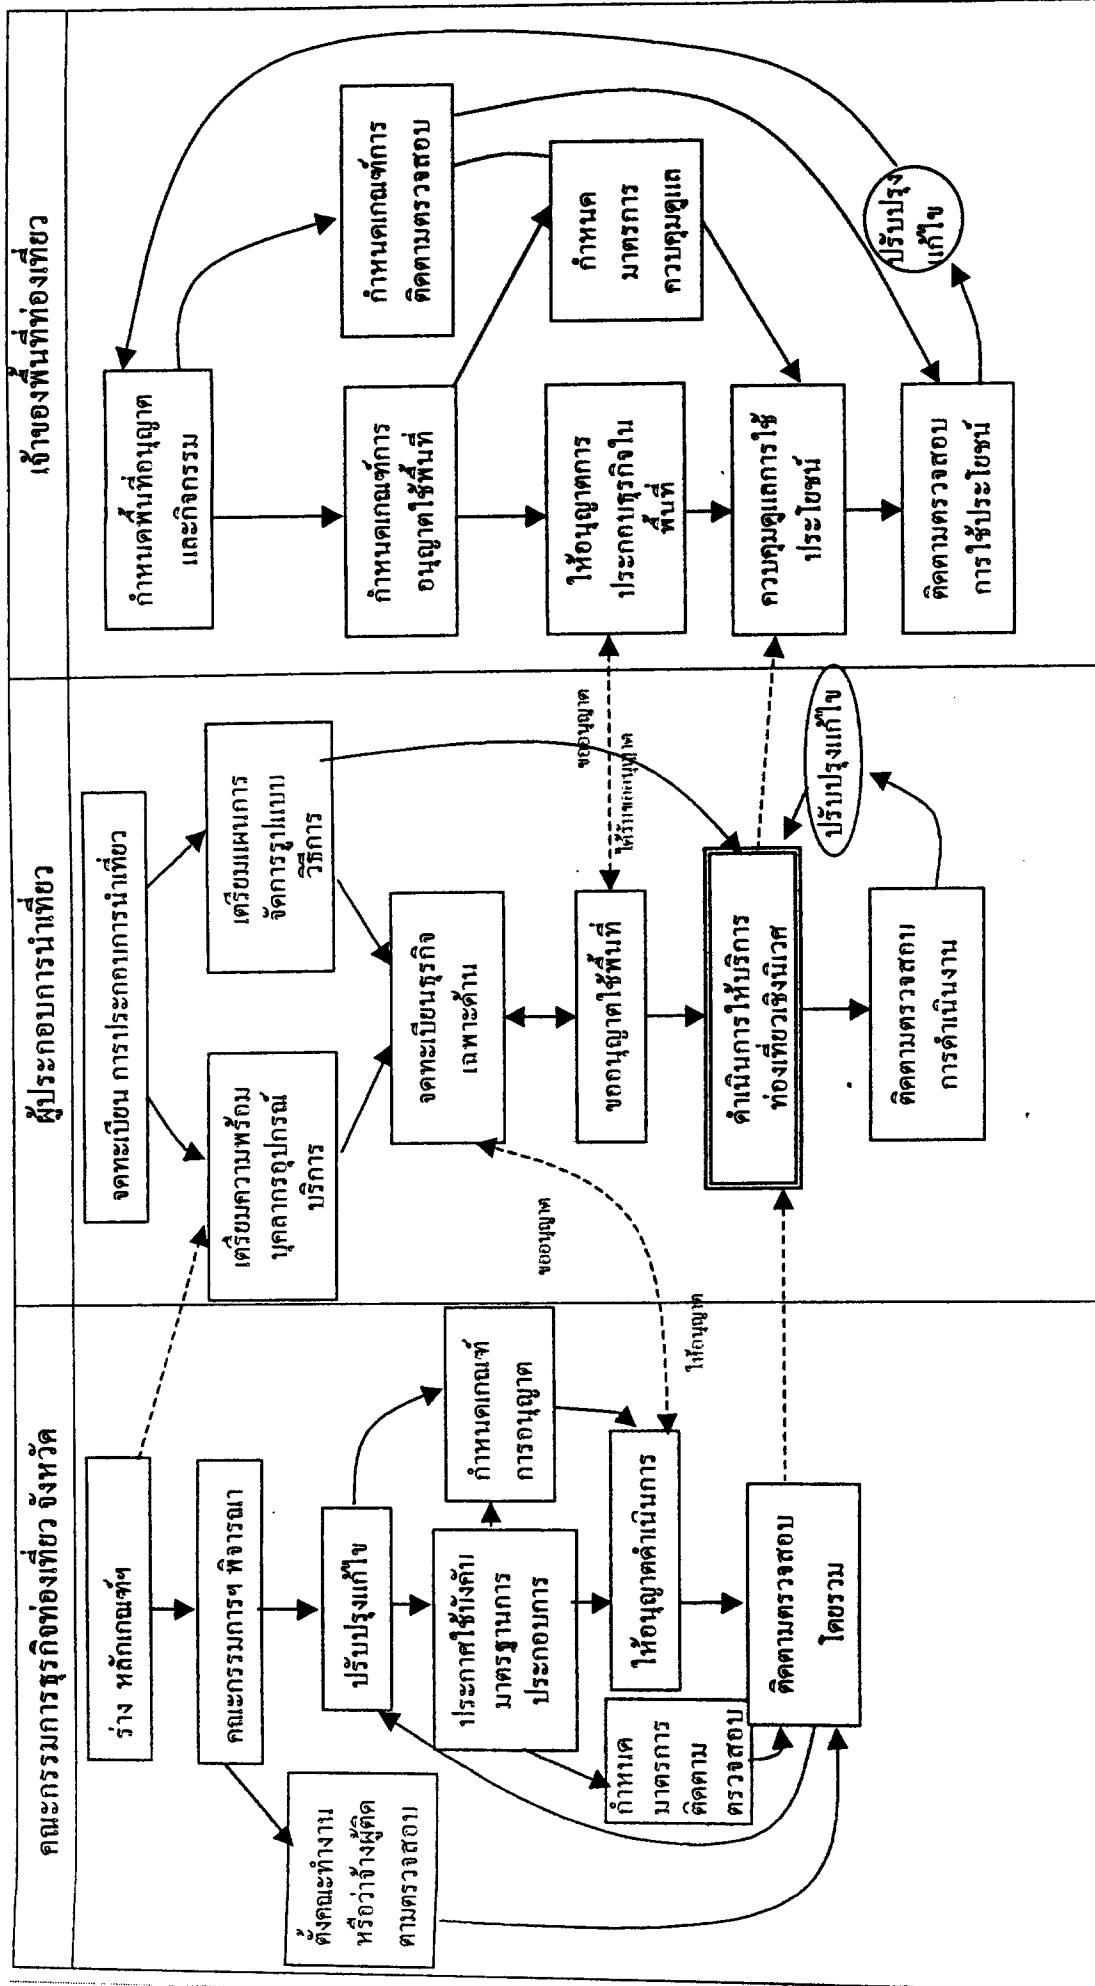 คณะกรรมการธุรกิจท่องเที่ยว จังหวัด
ร่าง หลักเกณฑ์ฯ
คณะกรรมการฯ พิจารณา
ตั้งคณะทำงาน
หรือว่าจ้างผู้ติด
ตามตรวจสอบ
ปรับปรุงแก้ไข
ประกาศใช้บังคับ
มาตรฐานการ
ประกอบการ
กำหนดเกณฑ์
การอนุญาต
กำหนด
มาตรการ
ติดตาม
ตรวจสอบ
ให้อนุญาตดำเนินการ
ติดตามตรวจสอบ
โดยรวม
ผู้ประกอบการนำเที่ยว
จดทะเบียน การประกอบการนำเที่ยว
เตรียมความพร้อม
บุคลากรอุปกรณ์
บริการ
เตรียมแผนการ
จัดการรูปแบบ
วิธีการ
จดทะเบียนธุรกิจ
เฉพาะด้าน
ขออนุญาต
ให้อนุญาต
ขออนุญาตใช้พื้นที่
ขออนุญาต
ได้รับขออนุญาต
ดำเนินการให้บริการ
ท่องเที่ยวเชิงนิเวศ
ปรับปรุงแก้ไข
ติดตามตรวจสอบ
การดำเนินงาน
เจ้าของพื้นที่ท่องเที่ยว
กำหนดพื้นที่อนุญาต
และกิจกรรม
กำหนดเกณฑ์การ
อนุญาตใช้พื้นที่
กำหนดเกณฑ์การ
ติดตามตรวจสอบ
ให้อนุญาตการ
ประกอบธุรกิจใน
พื้นที่
กำหนด
มาตรการ
ควบคุมดูแล
ควบคุมดูแลการใช้
ประโยชน์
ติดตามตรวจสอบ
การใช้ประโยชน์
ปรับปรุง
แก้ไข